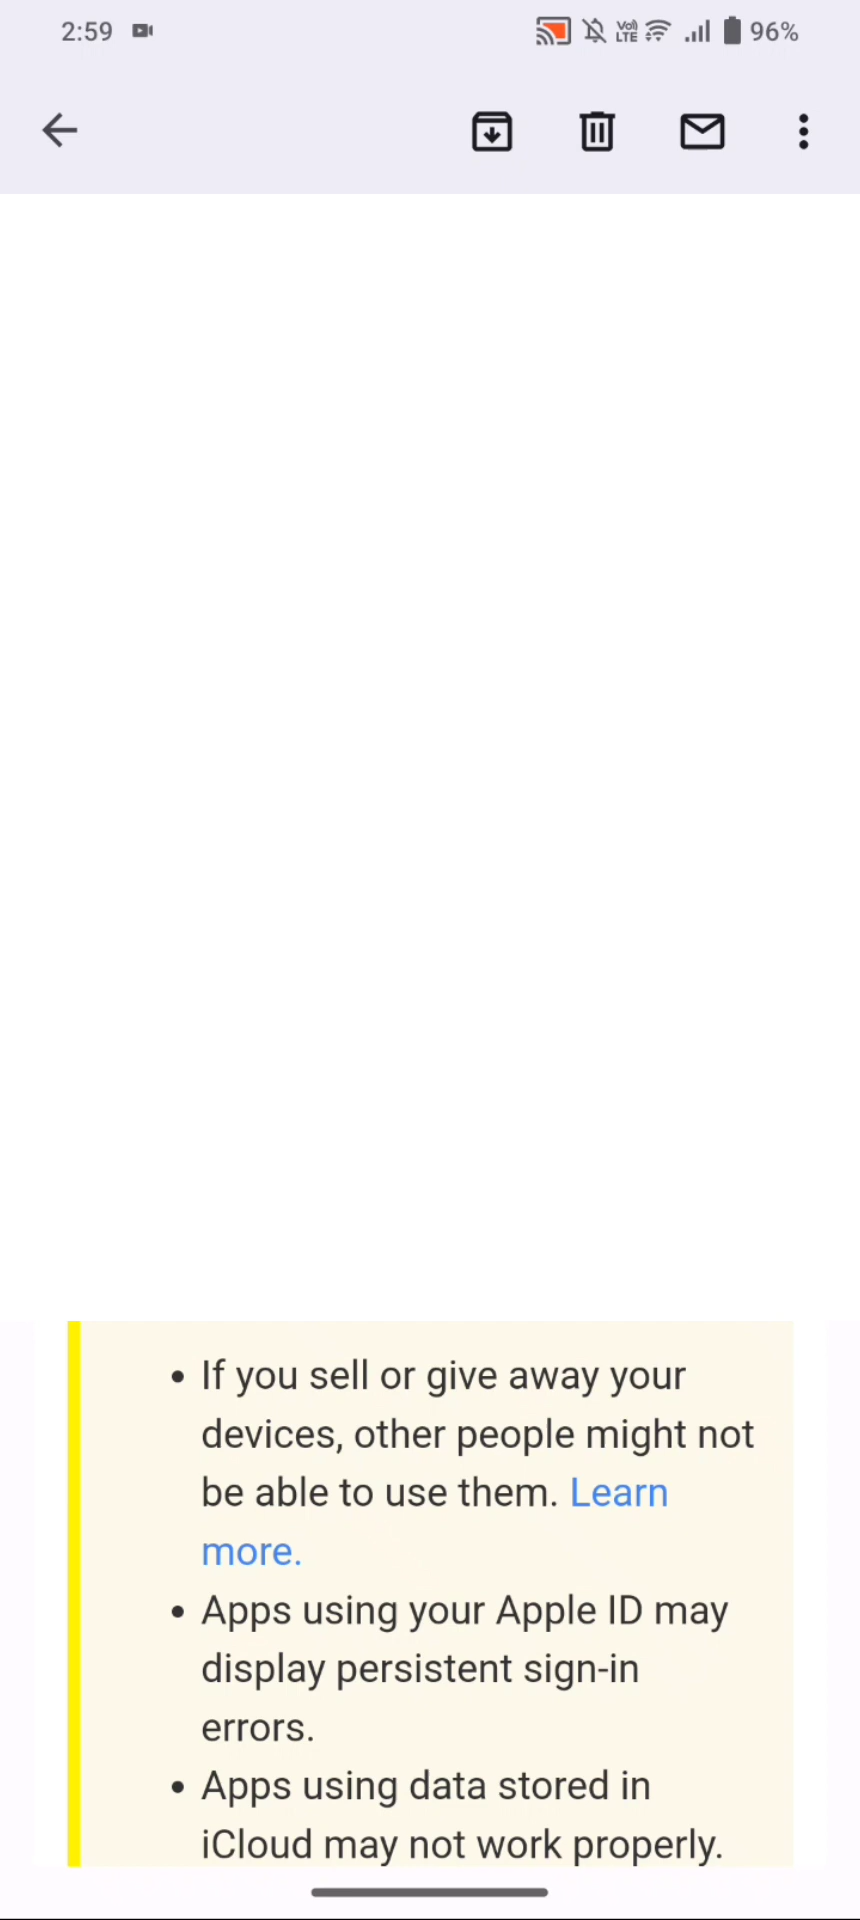 2:59
Vo)
LTE
96%
• If you sell or give away your
devices, other people might not
be able to use them. Learn
more.
• Apps using your Apple ID may
display persistent sign-in
errors.
• Apps using data stored in
iCloud may not work properly.